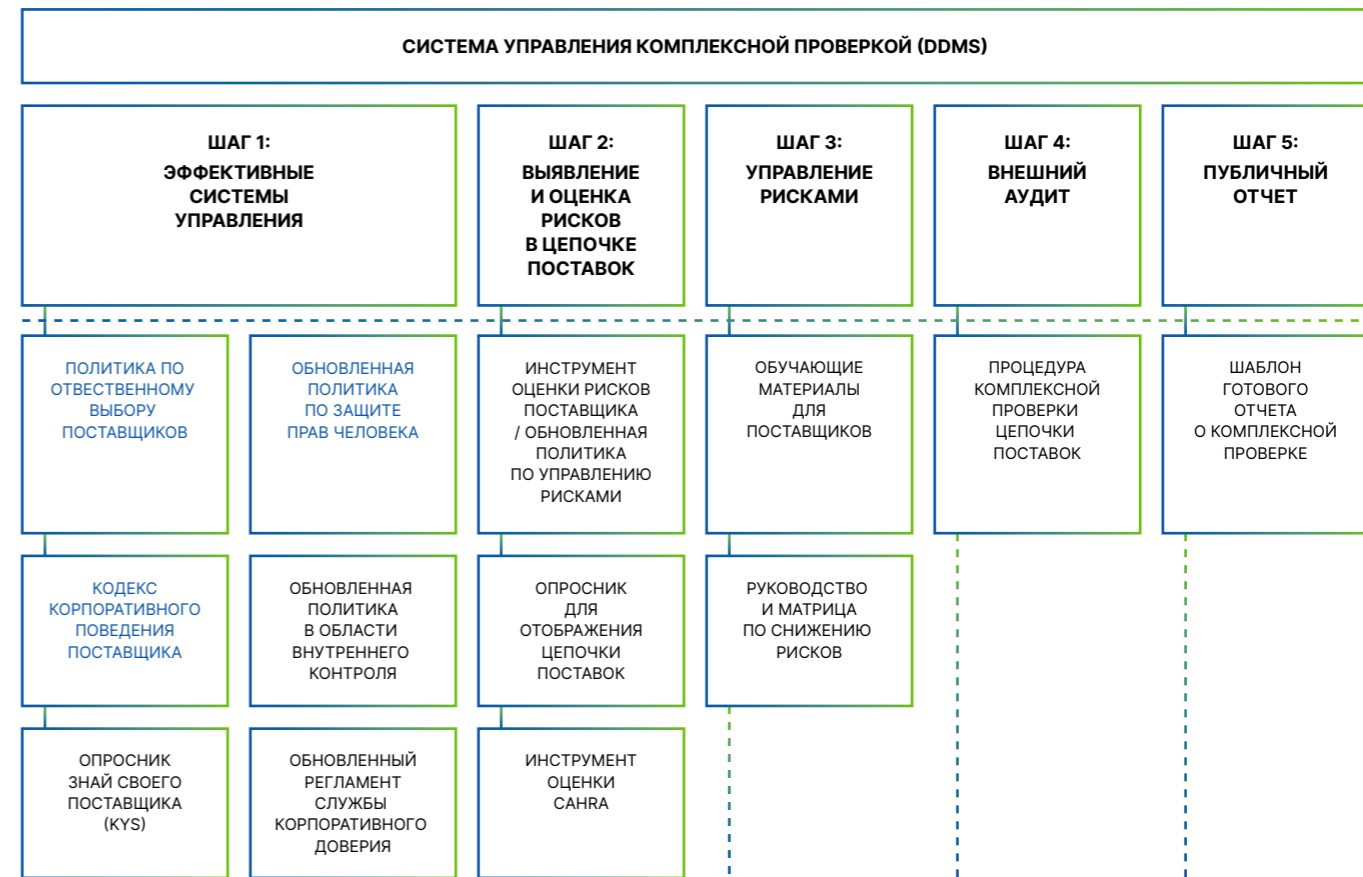 СИСТЕМА УПРАВЛЕНИЯ КОМПЛЕКСНОЙ ПРОВЕРКОЙ (DDMS)
ШАГ 1:
ЭФФЕКТИВНЫЕ
СИСТЕМЫ
УПРАВЛЕНИЯ
ШАГ 2:
ВЫЯВЛЕНИЕ
И ОЦЕНКА
РИСКОВ
В ЦЕПОЧКЕ
ПОСТАВОК
ШАГ 3:
УПРАВЛЕНИЕ
РИСКАМИ
ШАГ 4:
ВНЕШНИЙ
АУДИТ
ШАГ 5:
ПУБЛИЧНЫЙ
ОТЧЕТ
ПОЛИТИКА ПО
ОТВЕСТВЕННОМУ
ВЫБОРУ
ПОСТАВЩИКОВ
ОБНОВЛЕННАЯ
ПОЛИТИКА
ПО ЗАЩИТЕ
ПРАВ ЧЕЛОВЕКА
ИНСТРУМЕНТ
ОЦЕНКИ РИСКОВ
ПОСТАВЩИКА
/ ОБНОВЛЕННАЯ
ПОЛИТИКА
ПО УПРАВЛЕНИЮ
РИСКАМИ
ОБУЧАЮЩИЕ
МАТЕРИАЛЫ
ДЛЯ
ПОСТАВЩИКОВ
ПРОЦЕДУРА
КОМПЛЕКСНОЙ
ПРОВЕРКИ
ЦЕПОЧКИ
ПОСТАВОК
ШАБЛОН
ГОТОВОГО
ОТЧЕТА
О КОМПЛЕКСНОЙ
ПРОВЕРКЕ
КОДЕКС
КОРПОРАТИВНОГО
ПОВЕДЕНИЯ
ПОСТАВЩИКА
ОБНОВЛЕННАЯ
ПОЛИТИКА
В ОБЛАСТИ
ВНУТРЕННЕГО
КОНТРОЛЯ
ОПРОСНИК
ДЛЯ
ОТОБРАЖЕНИЯ
ЦЕПОЧКИ
ПОСТАВОК
РУКОВОДСТВО
И МАТРИЦА
ПО СНИЖЕНИЮ
РИСКОВ
ОПРОСНИК
ЗНАЙ СВОЕГО
ПОСТАВЩИКА
(KYS)
ОБНОВЛЕННЫЙ
РЕГЛАМЕНТ
СЛУЖБЫ
КОРПОРАТИВНОГО
ДОВЕРИЯ
ИНСТРУМЕНТ
ОЦЕНКИ
CAHRA